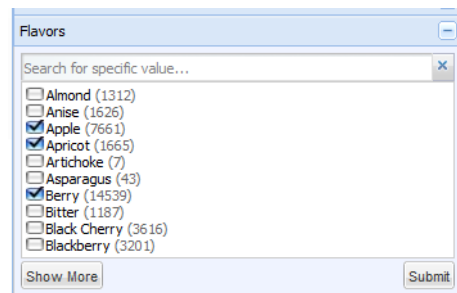 Flavors
Search for specific value...
Almond (1312)
Anise (1626)
Apple (7661)
Apricot (1665)
Artichoke (7)
Asparagus (43)
Berry (14539)
Bitter (1187)
Black Cherry (3616)
Blackberry (3201)
Show More Submit